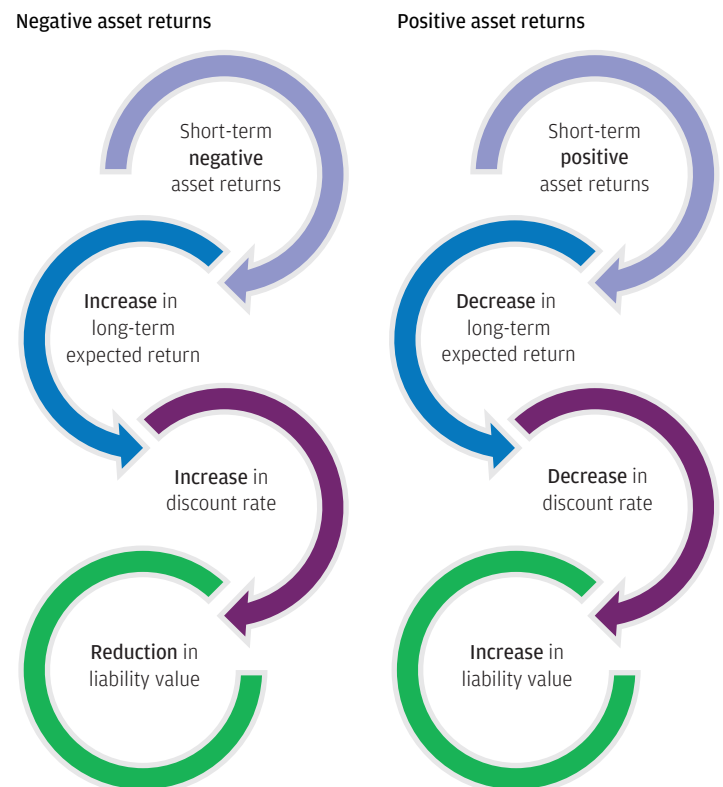 Negative asset returns
Short-term
negative
asset returns
Increase in
long-term
expected return
Increase in
discount rate
Reduction in
liability value
Positive asset returns
Short-term
positive
asset returns
Decrease in
long-term
expected return
Decrease in
discount rate
Increase in
liability value